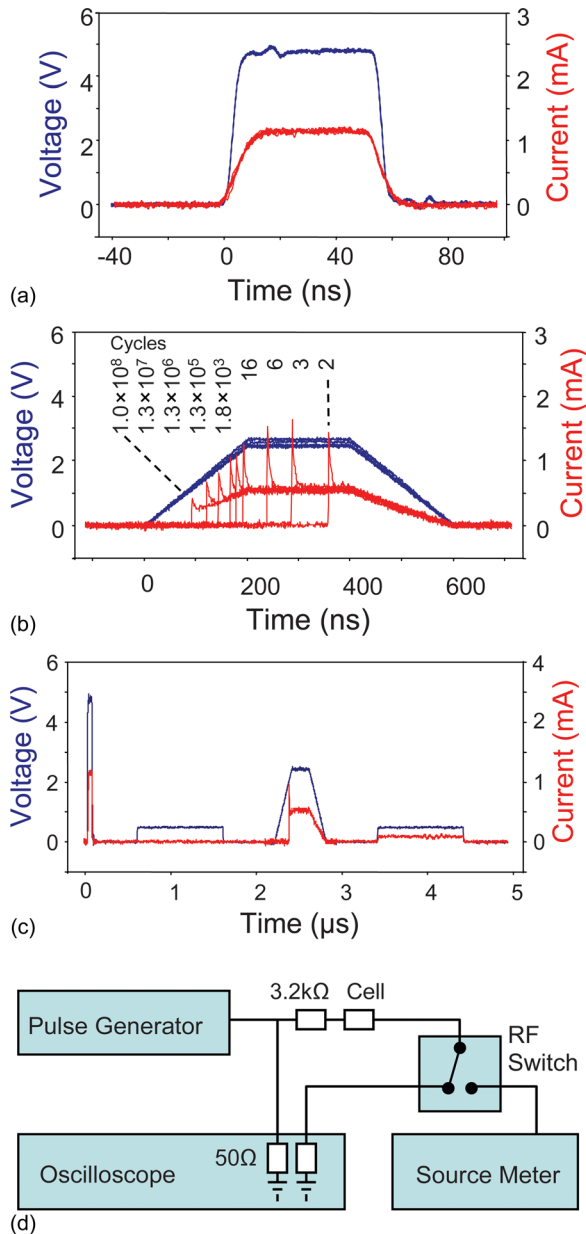 6
4
2
0
Voltage (V)
3
2
1
0
Current (mA)
-40
0
40
80
Time (ns)
(a)
6
4
2
0
Voltage (V)
Cycles
1.0×10⁸
1.3×10⁷
1.3×10⁶
1.3×10⁵
1.8×10³
16
6
3
2
3
2
1
0
Current (mA)
0
200
400
600
Time (ns)
(b)
6
4
2
0
Voltage (V)
4
2
1
0
Current (mA)
0
1
2
3
4
5
Time (µs)
(c)
3.2kΩ
Cell
Pulse Generator
RF
Switch
50Ω
Oscilloscope
Source Meter
(d)